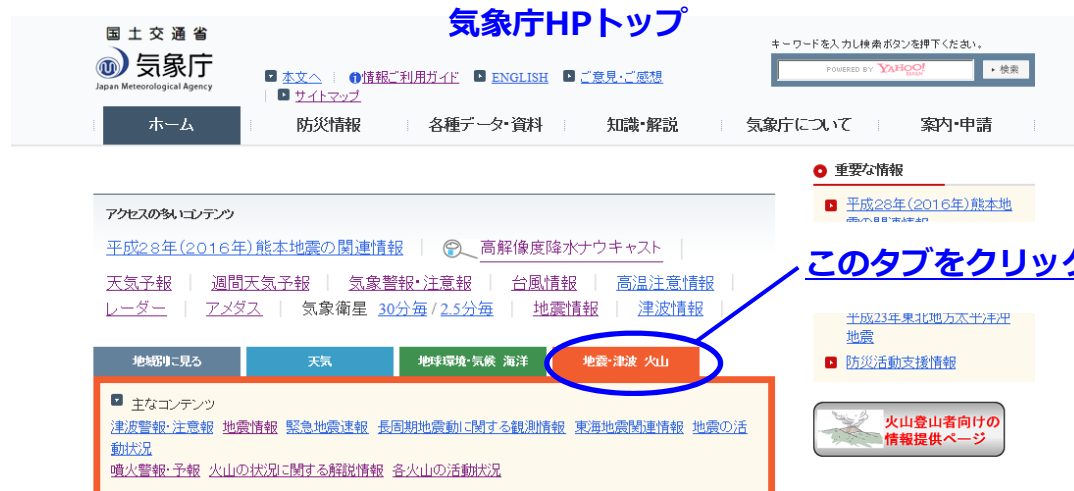 気象庁HPトップ
国土交通省
気象庁
Japan Meteorological Agency
本文へ 情報ご利用ガイド ENGLISH ご意見・ご感想
サイトマップ
キーワードを入力し検索ボタンを押下ください。
POWERED BY YAHOO! JAPAN 検索
ホーム 防災情報 各種データ・資料 知識・解説 気象庁について 案内・申請
アクセスの多いコンテンツ
平成28年(2016年)熊本地震の関連情報 高解像度降水ナウキャスト
天気予報 週間天気予報 気象警報・注意報 台風情報 高温注意情報
レーダー アメダス 気象衛星 30分毎 / 2.5分毎 地震情報 津波情報
地域別に見る 天気 地球環境・気候 海洋 地震・津波 火山
主なコンテンツ
津波警報・注意報 地震情報 緊急地震速報 長周期地震動に関する観測情報 東海地震関連情報 地震の活
動状況
噴火警報・予報 火山の状況に関する解説情報 各火山の活動状況
重要な情報
平成28年(2016年)熊本地
震の関連情報
このタブをクリック
平成23年東北地方太平洋沖
地震
防災活動支援情報
火山登山者向けの
情報提供ページ